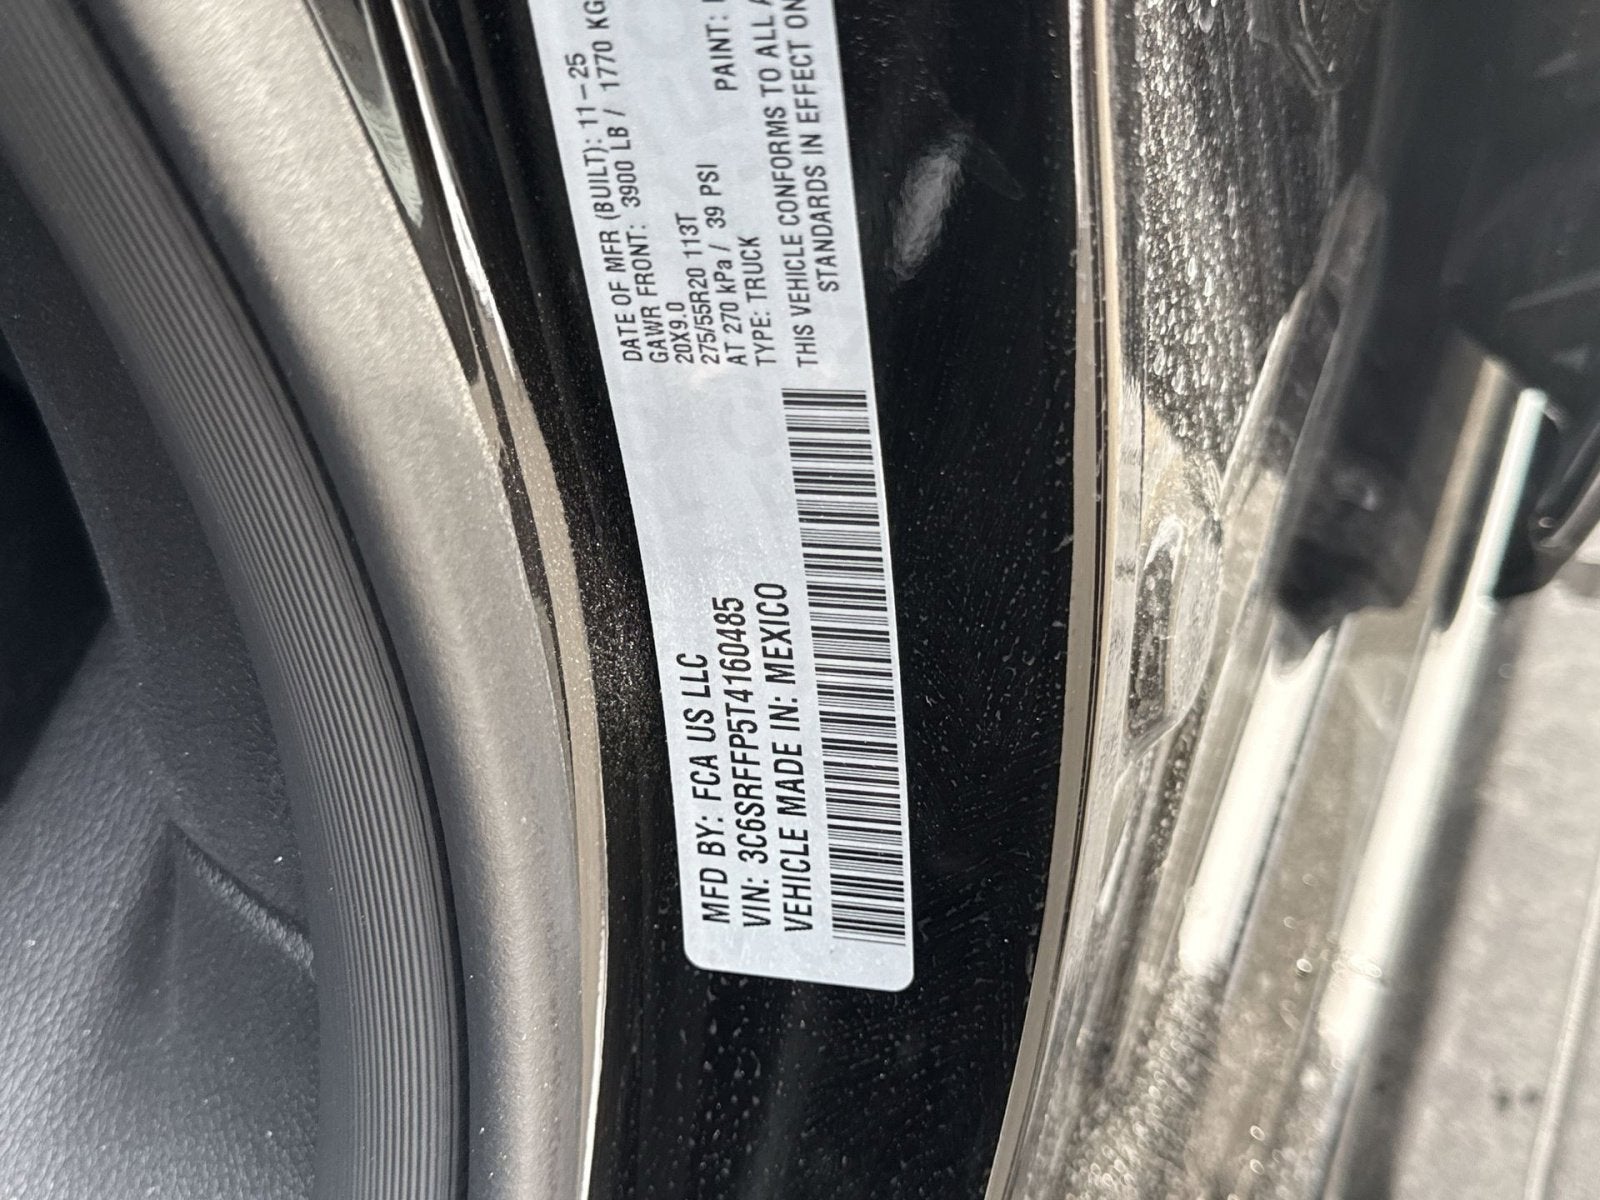 MFD BY: FCA US LLC
VIN: 3C6SRFFP5T4160485
VEHICLE MADE IN: MEXICO
DATE OF MFR (BUILT): 11-25
GAWR FRONT: 3900 LB / 1770 KG
20X9.0
275/55R20 113T
AT 270 kPa / 39 PSI
TYPE: TRUCK PAINT:
THIS VEHICLE CONFORMS TO ALL
STANDARDS IN EFFECT ON